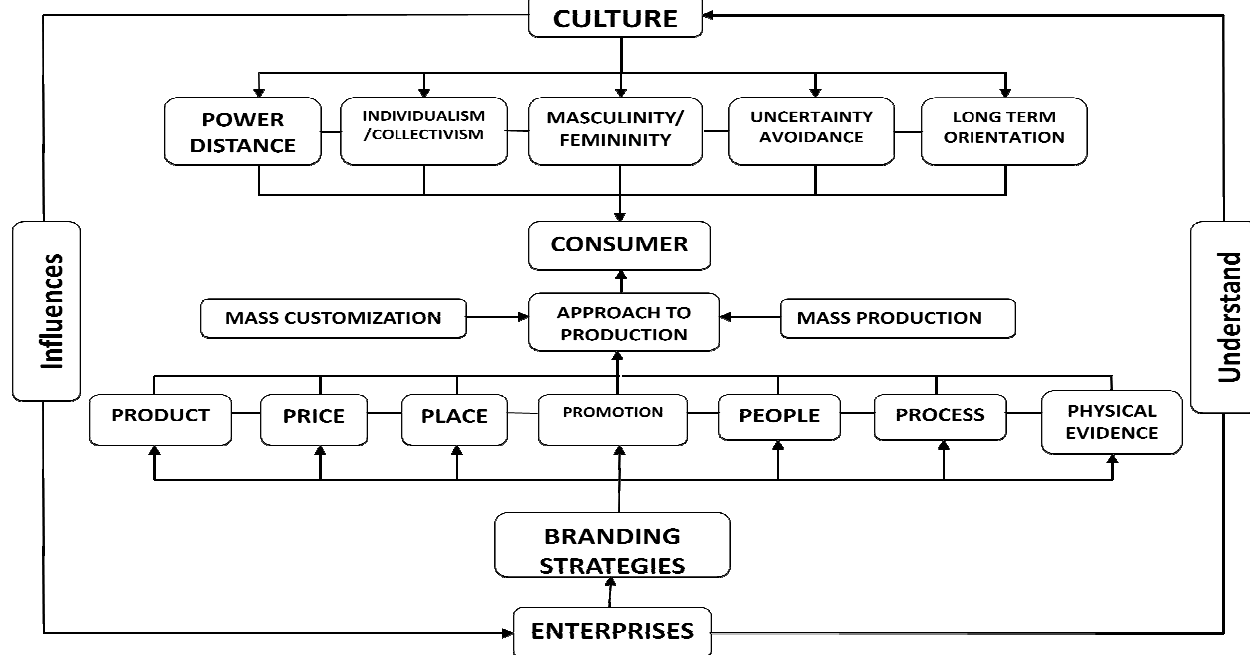 CULTURE
POWER
DISTANCE
INDIVIDUALISM
/COLLECTIVISM
MASCULINITY/
FEMININITY
UNCERTAINTY
AVOIDANCE
LONG TERM
ORIENTATION
Influences
Understand
CONSUMER
MASS CUSTOMIZATION
APPROACH TO
PRODUCTION
MASS PRODUCTION
PRODUCT
PRICE
PLACE
PROMOTION
PEOPLE
PROCESS
PHYSICAL
EVIDENCE
BRANDING
STRATEGIES
ENTERPRISES